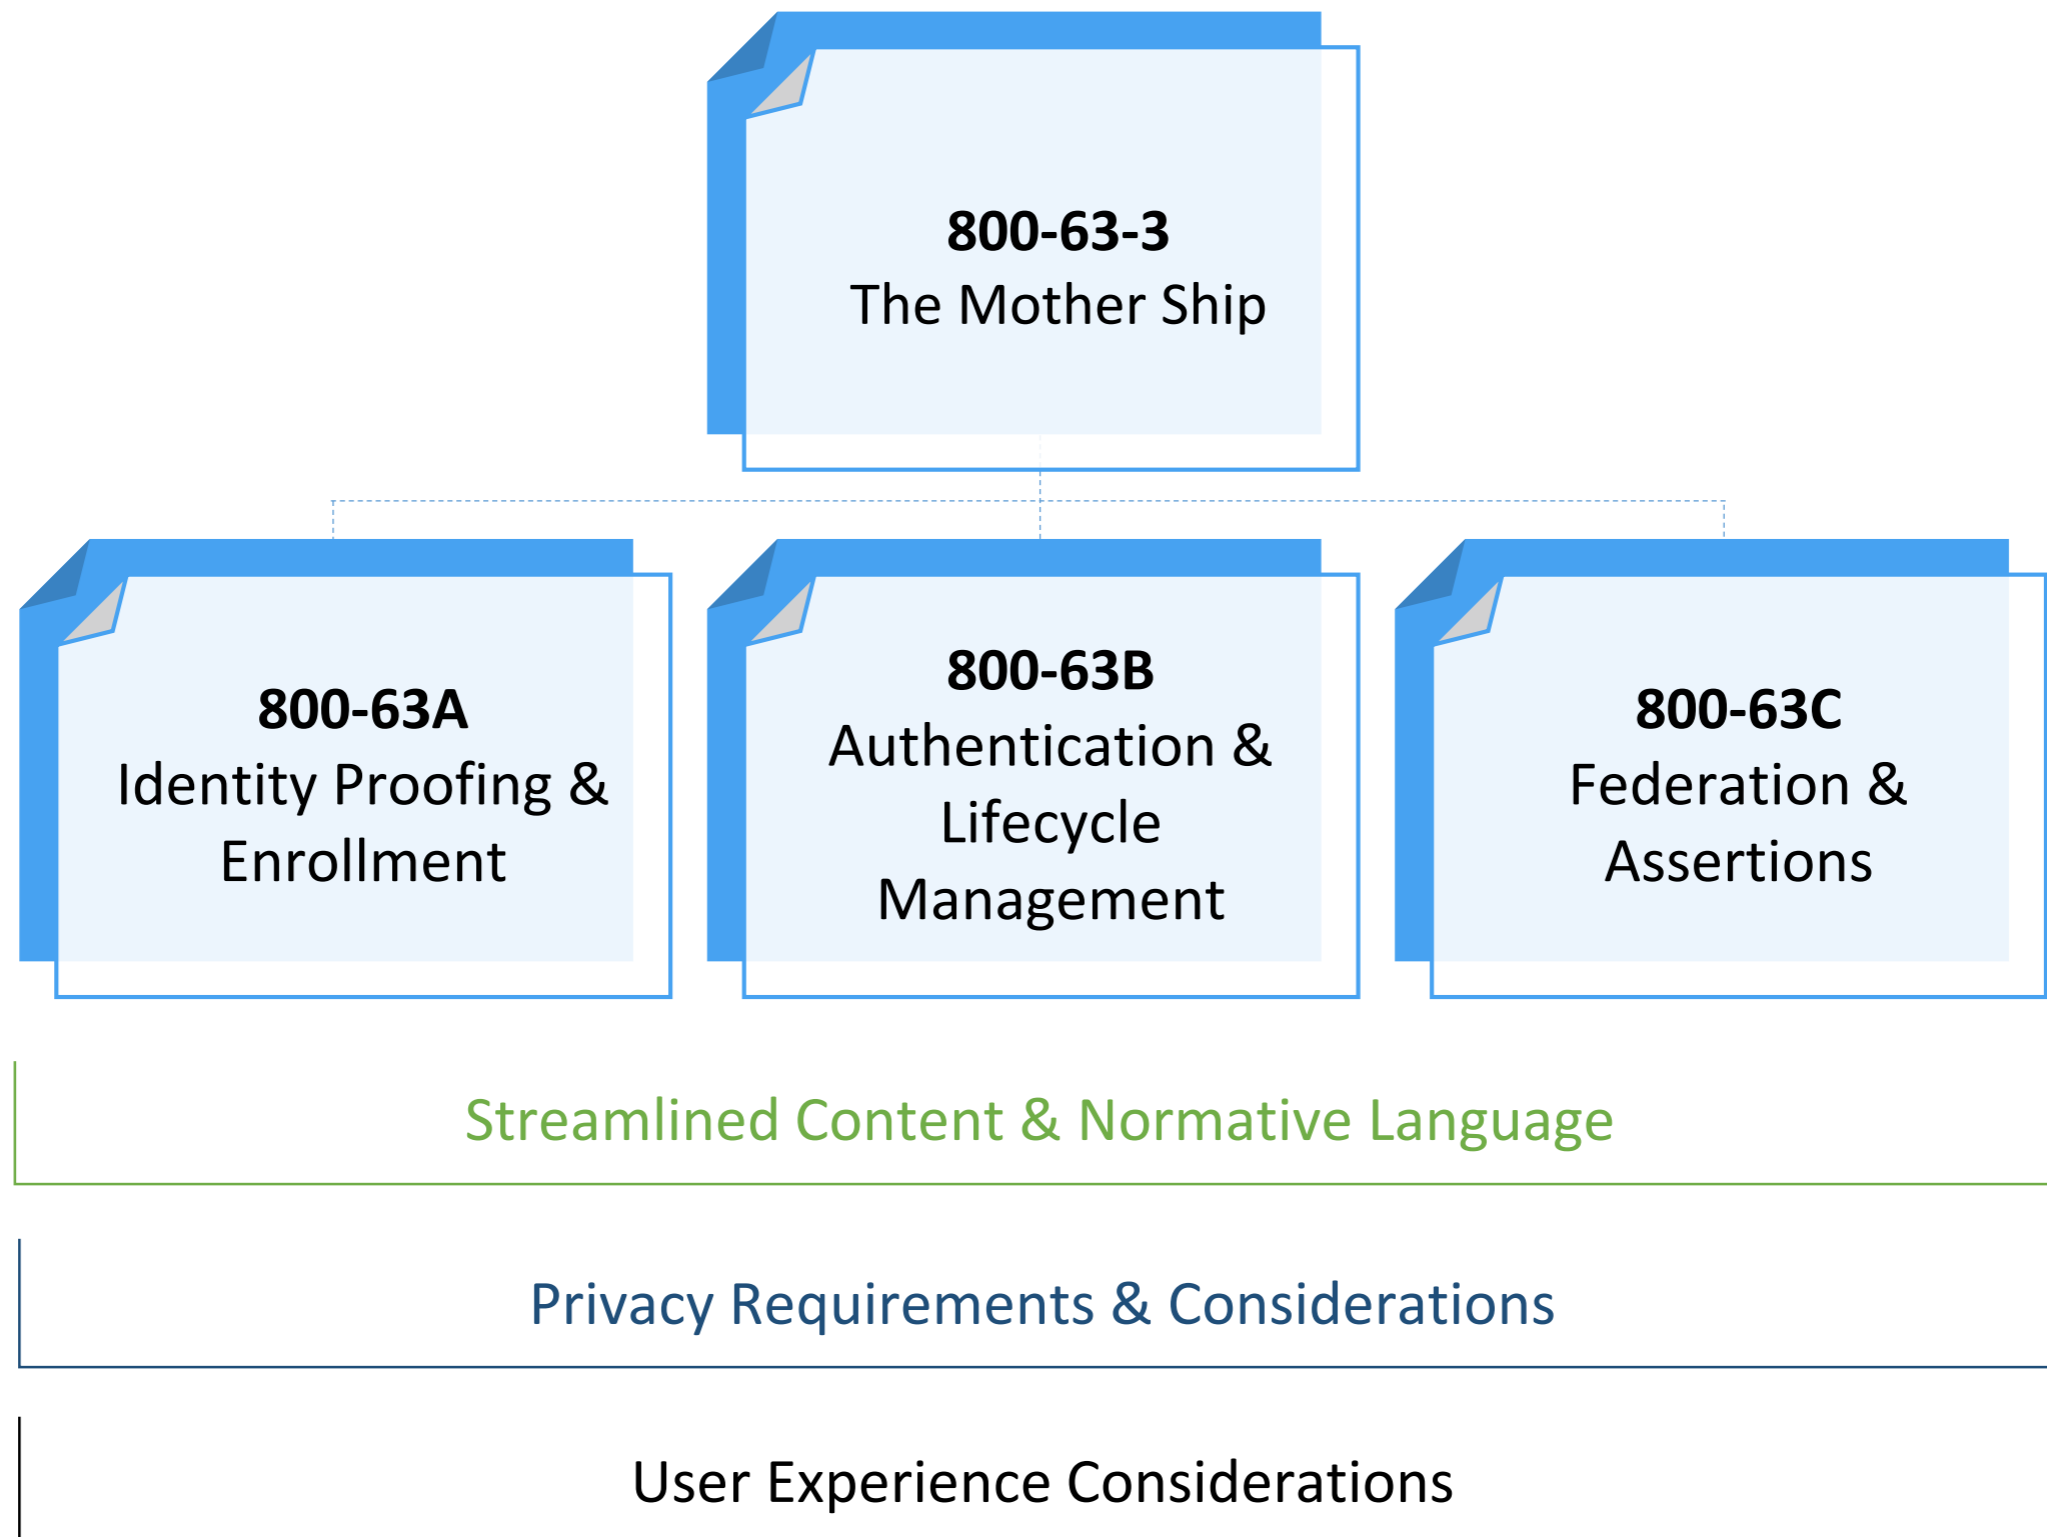 800-63-3
The Mother Ship
800-63A
Identity Proofing &
Enrollment
800-63B
Authentication &
Lifecycle
Management
800-63C
Federation &
Assertions
Streamlined Content & Normative Language
Privacy Requirements & Considerations
User Experience Considerations